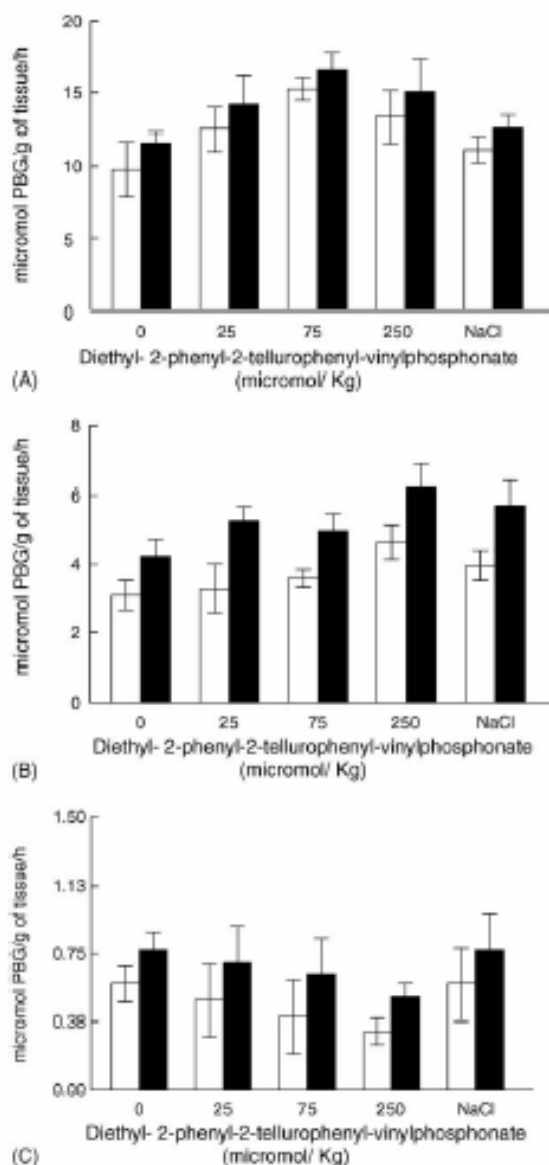 20
15
10
5
0
micromol PBG/g of tissue/h
0 25 75 250 NaCl
Diethyl- 2-phenyl-2-tellurophenyl-vinylphosphonate
(A) (micromol/ Kg)
8
6
4
2
0
micromol PBG/g of tissue/h
0 25 75 250 NaCl
Diethyl- 2-phenyl-2-tellurophenyl-vinylphosphonate
(B) (micromol/ Kg)
1.50
1.13
0.75
0.38
0.00
micromol PBG/g of tissue/h
0 25 75 250 NaCl
Diethyl- 2-phenyl-2-tellurophenyl-vinylphosphonate
(C) (micromol/ Kg)